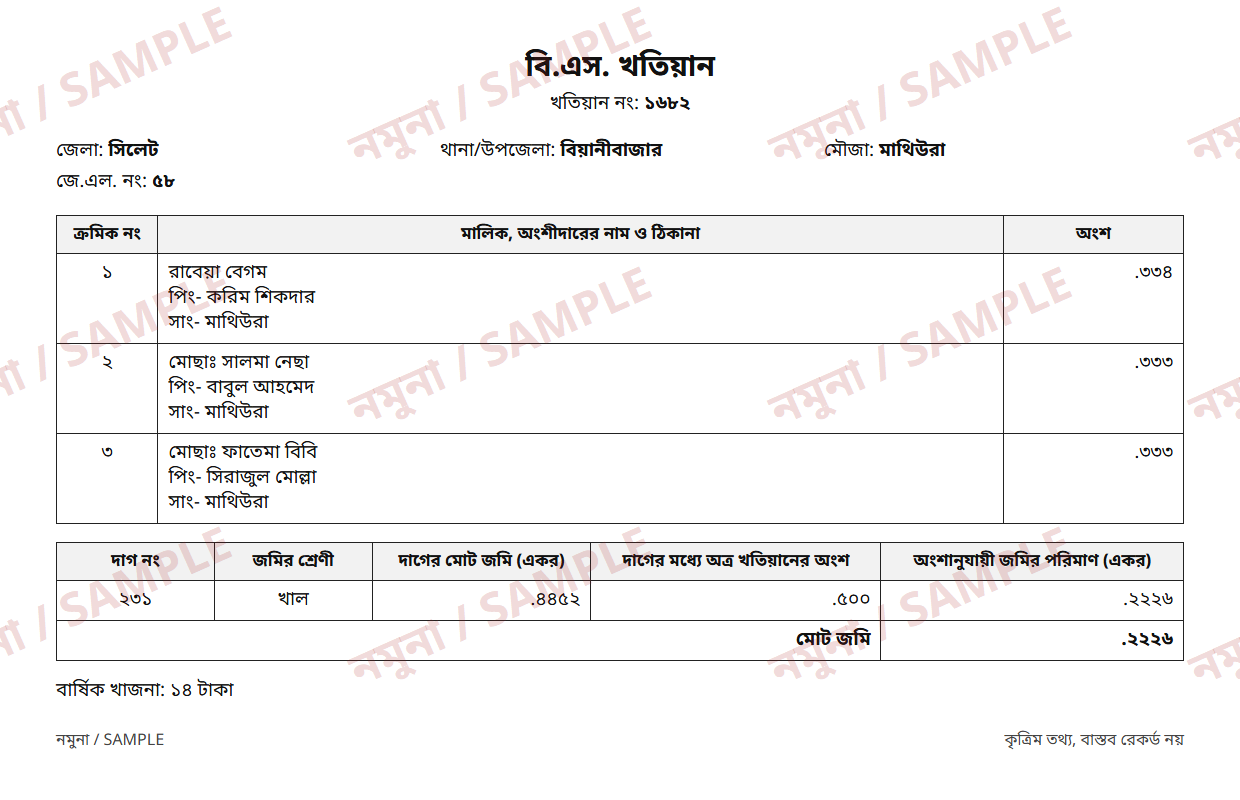 বি.এস. খতিয়ান
খতিয়ান নং: ১৬৮২
জেলা: সিলেট থানা/উপজেলা: বিয়ানীবাজার মৌজা: মাথিউরা
জে.এল. নং: ৫৮
ক্রমিক নং মালিক, অংশীদারের নাম ও ঠিকানা অংশ
১ রাবেয়া বেগম .৩৩৪
পিং- করিম শিকদার
সাং- মাথিউরা
২ মোছাঃ সালমা নেছা .৩৩৩
পিং- বাবুল আহমেদ
সাং- মাথিউরা
৩ মোছাঃ ফাতেমা বিবি .৩৩৩
পিং- সিরাজুল মোল্লা
সাং- মাথিউরা
দাগ নং জমির শ্রেণী দাগের মোট জমি (একর) দাগের মধ্যে অত্র খতিয়ানের অংশ অংশানুযায়ী জমির পরিমাণ (একর)
২৩১ খাল .৪৪৫২ .৫০০ .২২২৬
মোট জমি .২২২৬
বার্ষিক খাজনা: ১৪ টাকা
নমুনা / SAMPLE কৃত্রিম তথ্য, বাস্তব রেকর্ড নয়